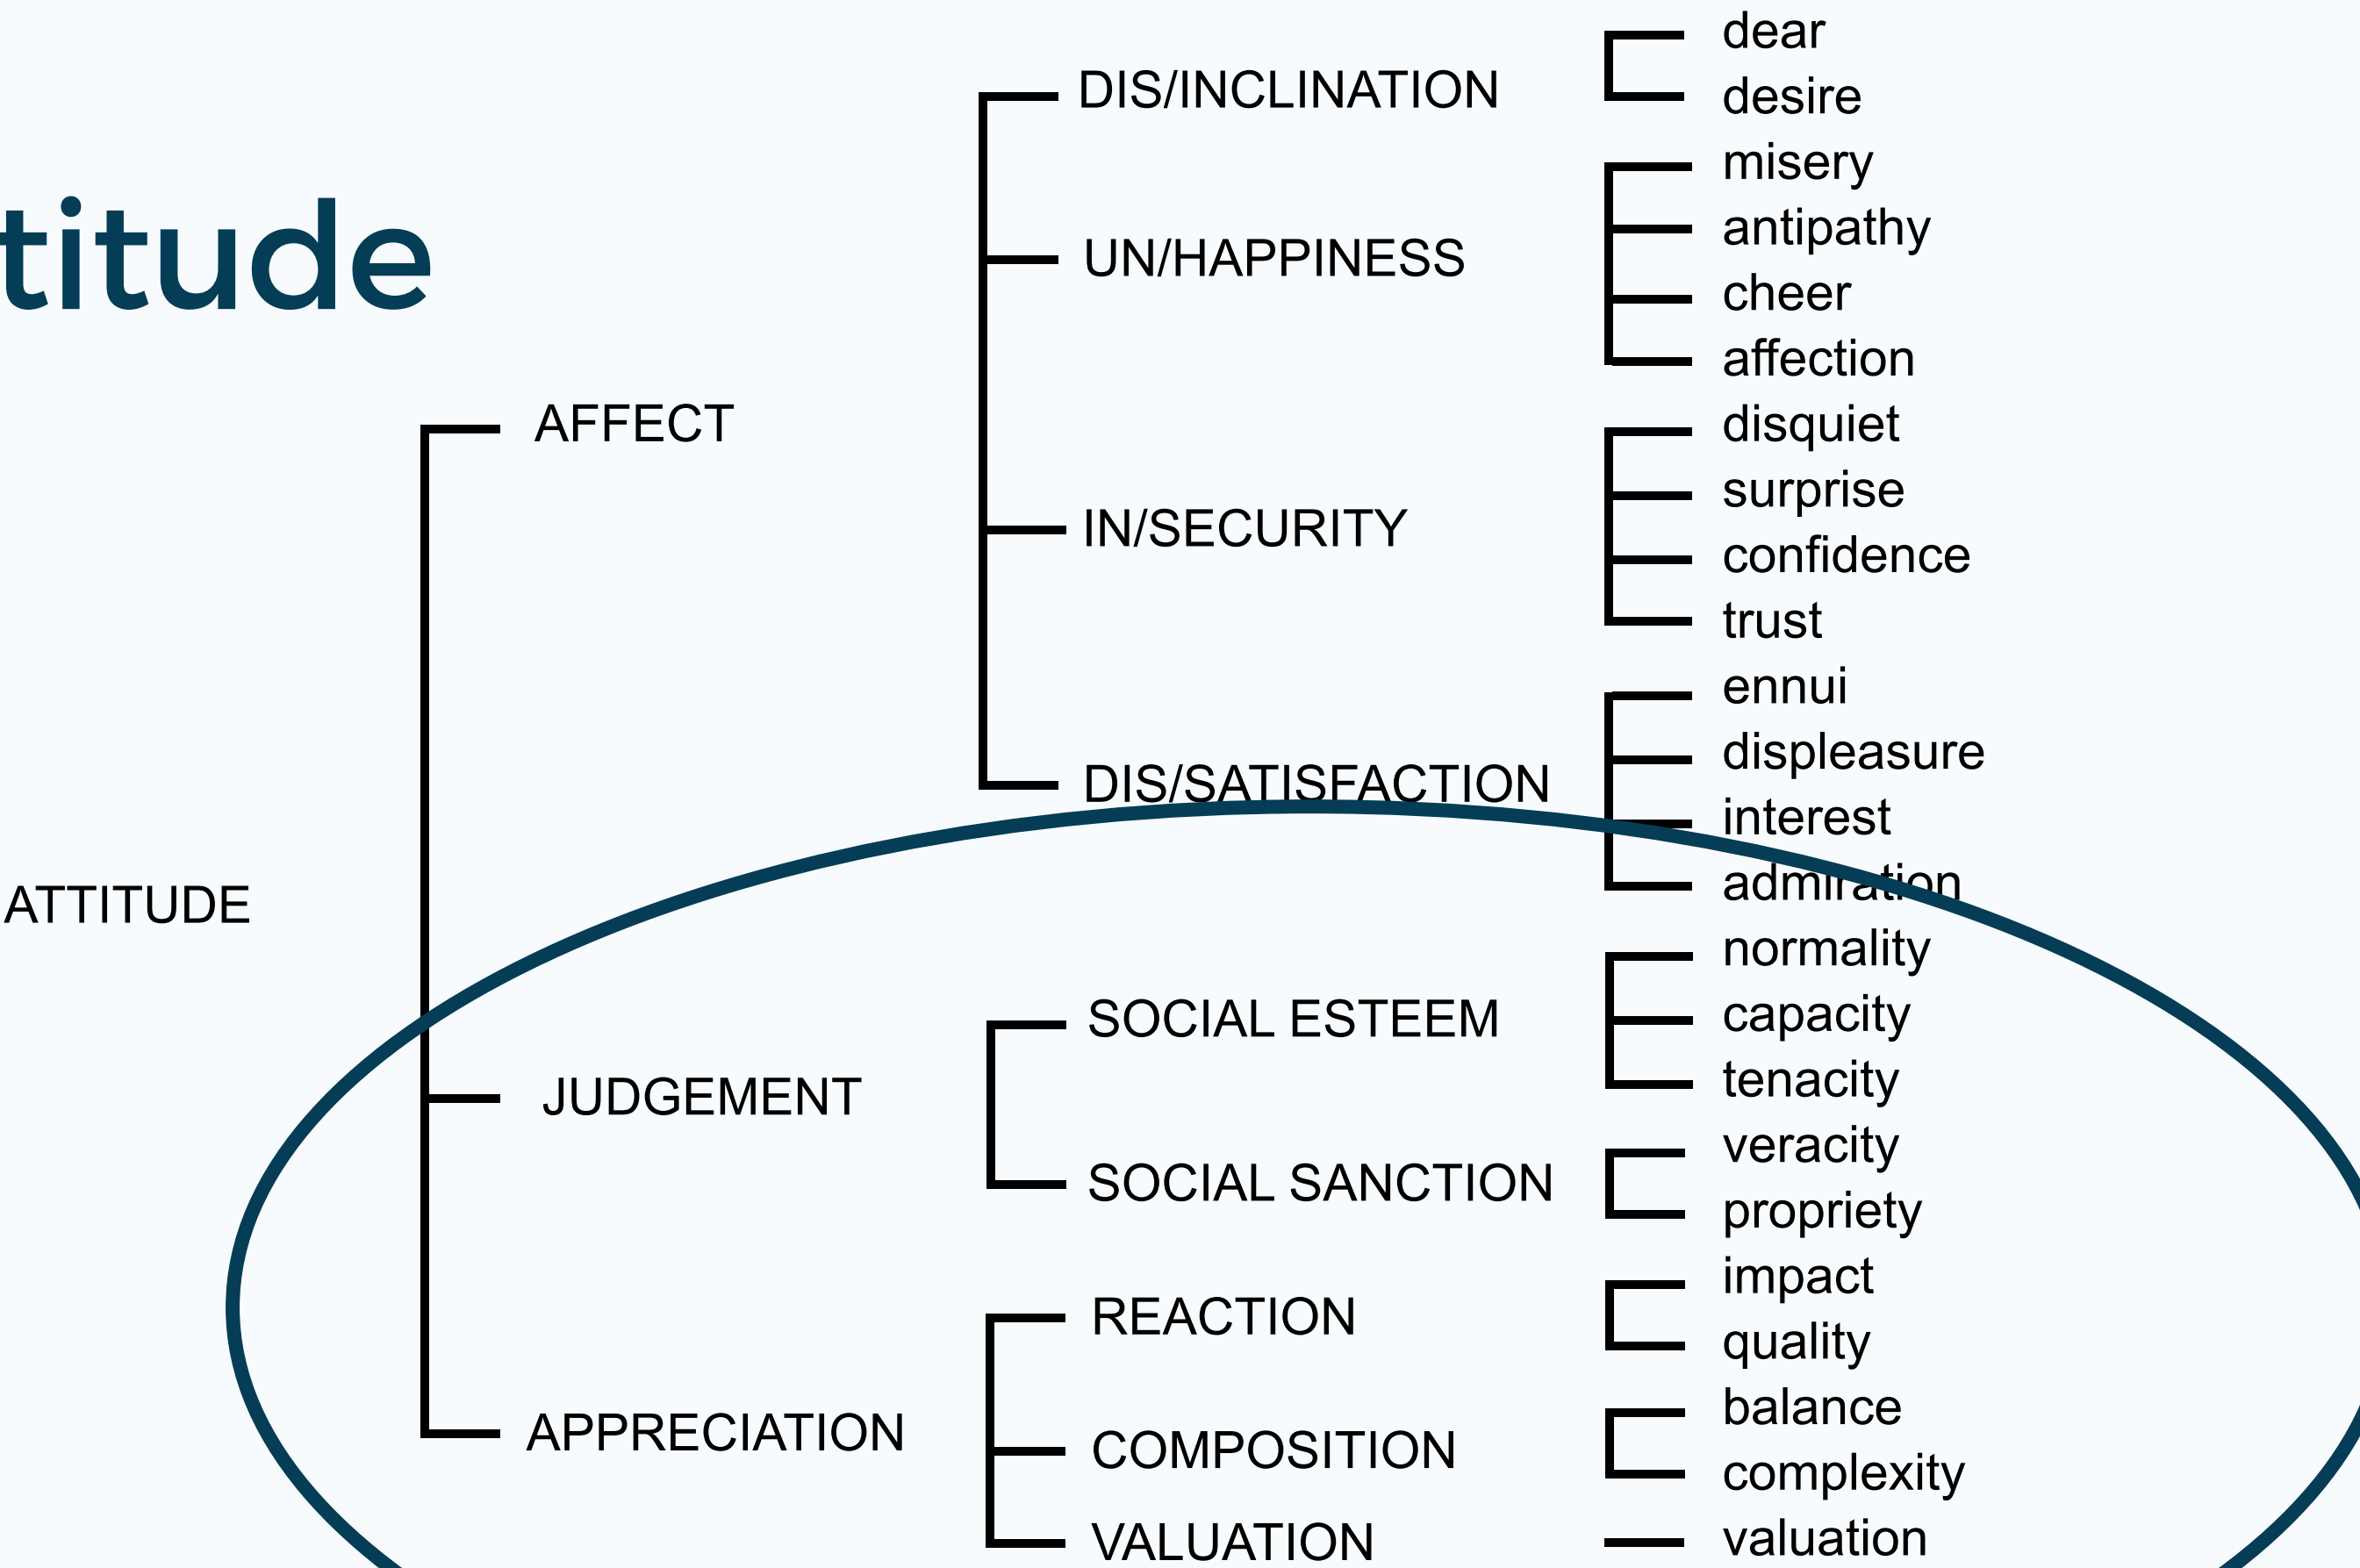 titude
ATTITUDE
AFFECT
DIS/INCLINATION
dear
desire
UN/HAPPINESS
misery
antipathy
cheer
affection
IN/SECURITY
disquiet
surprise
confidence
trust
DIS/SATISFACTION
ennui
displeasure
interest
admiration
JUDGEMENT
SOCIAL ESTEEM
normality
capacity
tenacity
SOCIAL SANCTION
veracity
propriety
APPRECIATION
REACTION
impact
quality
COMPOSITION
balance
complexity
VALUATION
valuation